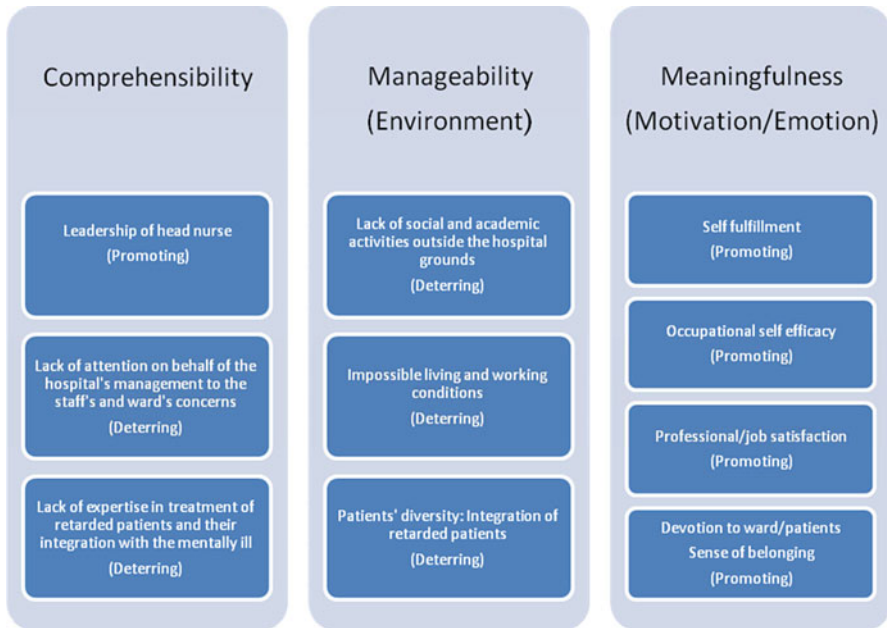 Comprehensibility
Leadership of head nurse
(Promoting)
Lack of attention on behalf of the
hospital's management to the
staff's and ward's concerns
(Deterring)
Lack of expertise in treatment of
retarded patients and their
integration with the mentally ill
(Deterring)
Manageability
(Environment)
Lack of social and academic
activities outside the hospital
grounds
(Deterring)
Impossible living and working
conditions
(Deterring)
Patients' diversity: Integration of
retarded patients
(Deterring)
Meaningfulness
(Motivation/Emotion)
Self fulfillment
(Promoting)
Occupational self efficacy
(Promoting)
Professional/job satisfaction
(Promoting)
Devotion to ward/patients
Sense of belonging
(Promoting)